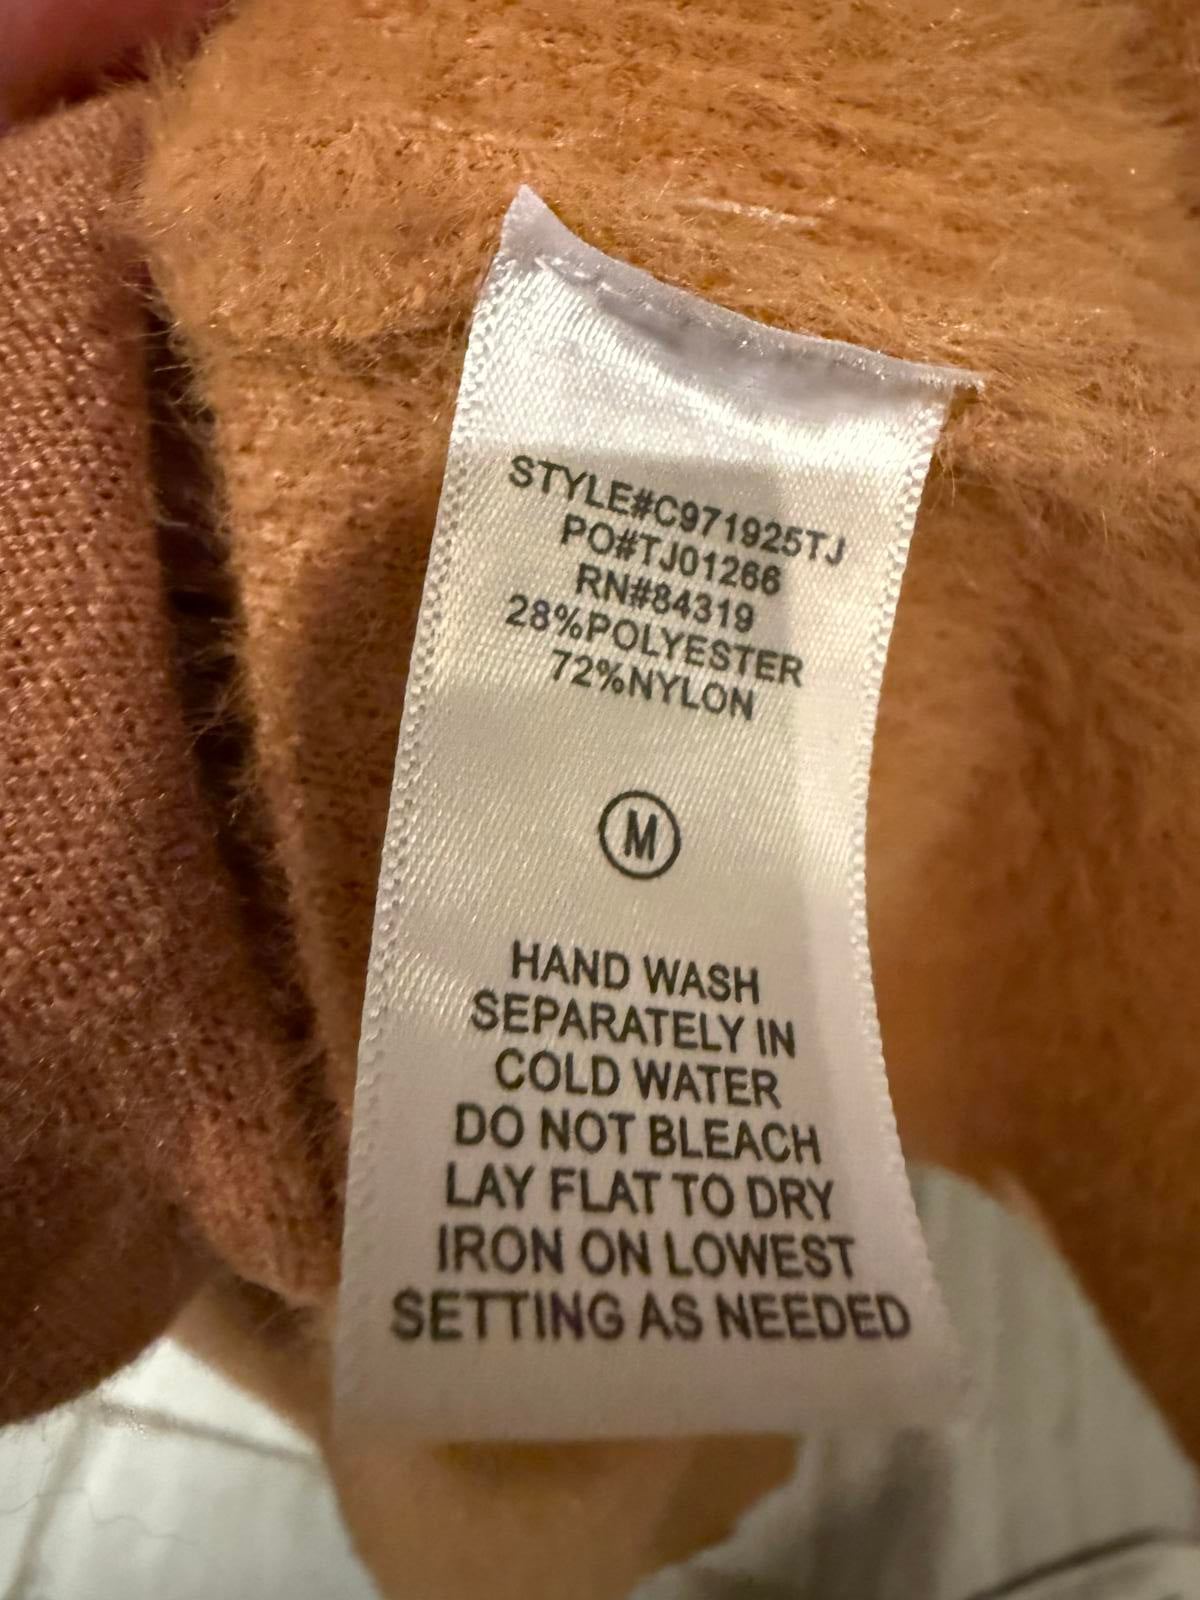 STYLE#C971925TJ
PO#TJ01266
RN#84319
28%POLYESTER
72%NYLON
M
HAND WASH
SEPARATELY IN
COLD WATER
DO NOT BLEACH
LAY FLAT TO DRY
IRON ON LOWEST
SETTING AS NEEDED